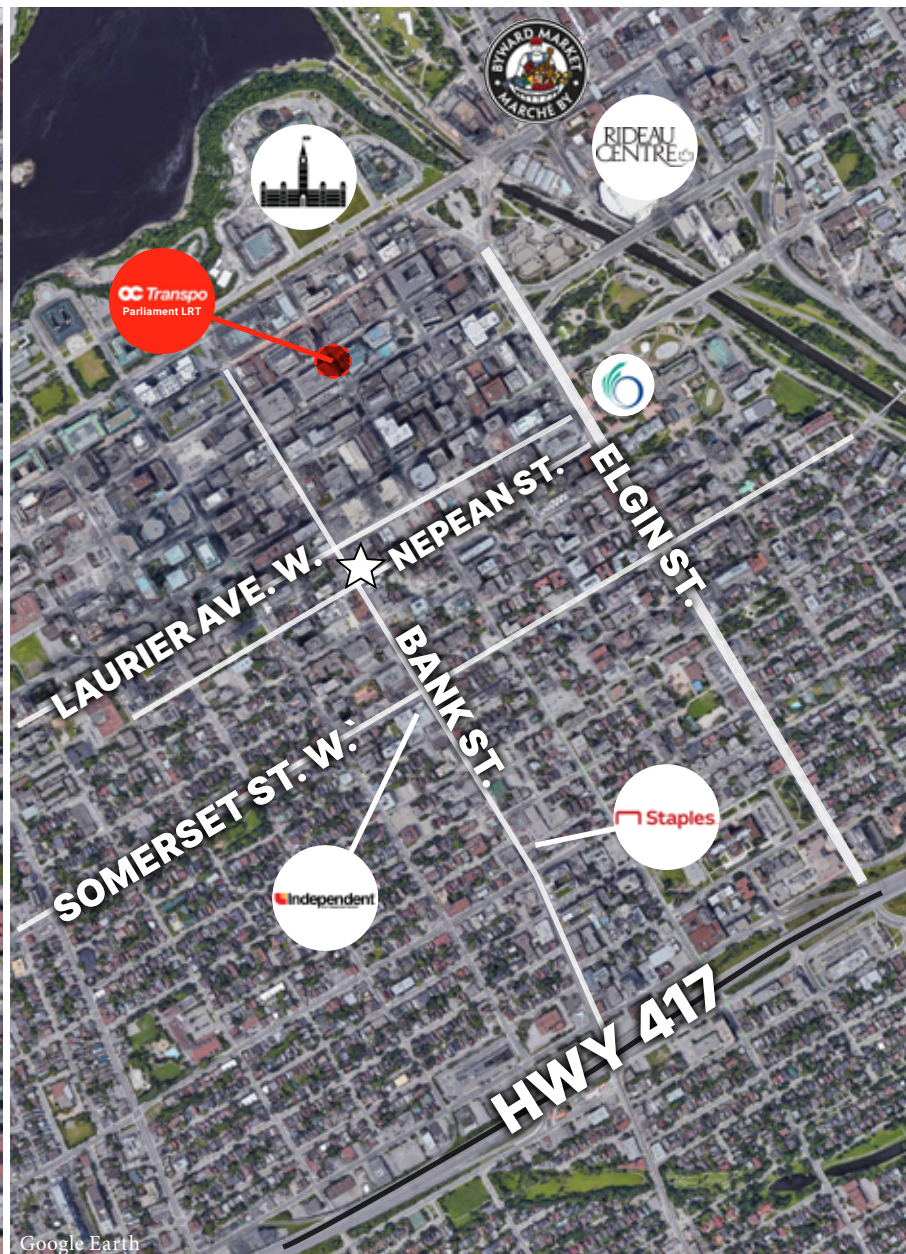 BYWARD MARKET
MARCHÉ BY
RIDEAU
CENTRE
OC Transpo
Parliament LRT
ELGIN ST.
NEPEAN ST.
LAURIER AVE. W.
BANK ST.
SOMERSET ST. W.`
Staples
Independent
HWY 417
Google Earth